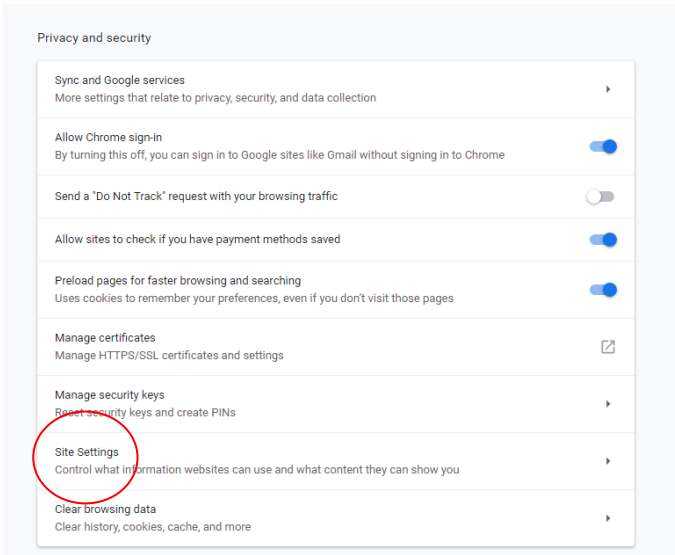 Privacy and security
Sync and Google services
More settings that relate to privacy, security, and data collection
Allow Chrome sign-in
By turning this off, you can sign in to Google sites like Gmail without signing in to Chrome
Send a "Do Not Track" request with your browsing traffic
Allow sites to check if you have payment methods saved
Preload pages for faster browsing and searching
Uses cookies to remember your preferences, even if you don't visit those pages
Manage certificates
Manage HTTPS/SSL certificates and settings
Manage security keys
Reset security keys and create PINs
Site Settings
Control what information websites can use and what content they can show you
Clear browsing data
Clear history, cookies, cache, and more